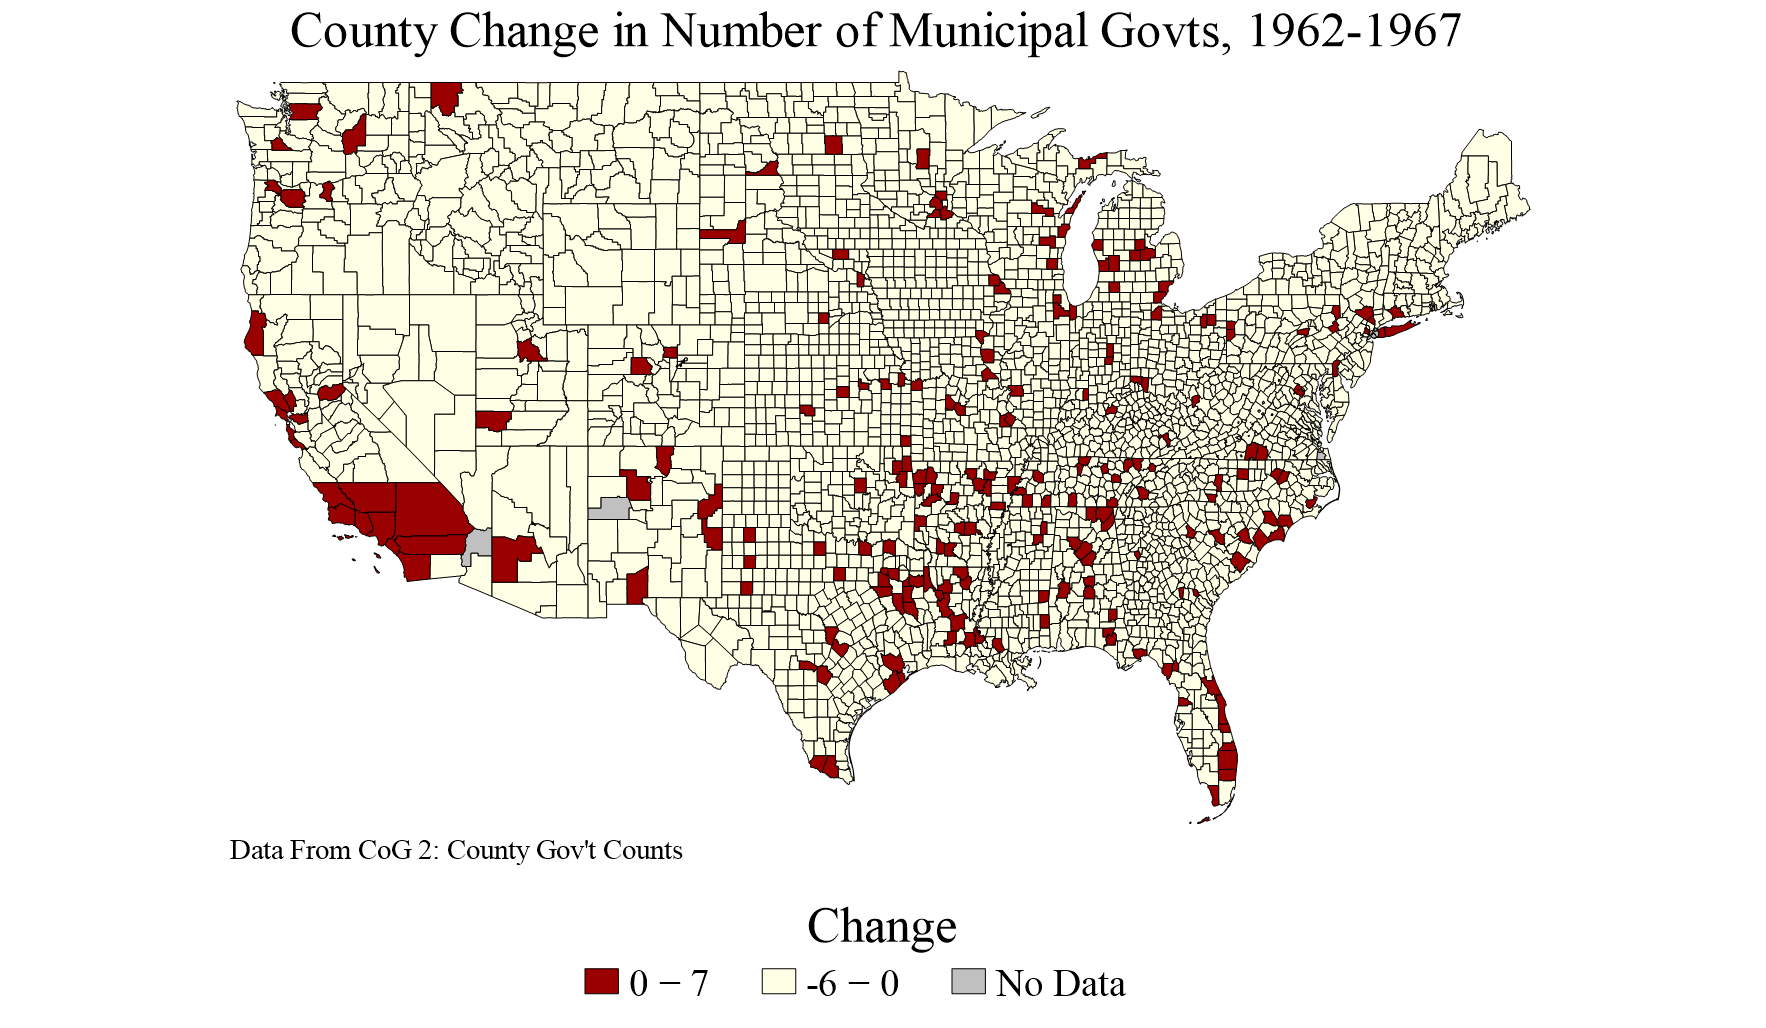 County Change in Number of Municipal Govts, 1962-1967
Data From CoG 2: County Gov't Counts
Change
0 − 7
-6 − 0
No Data